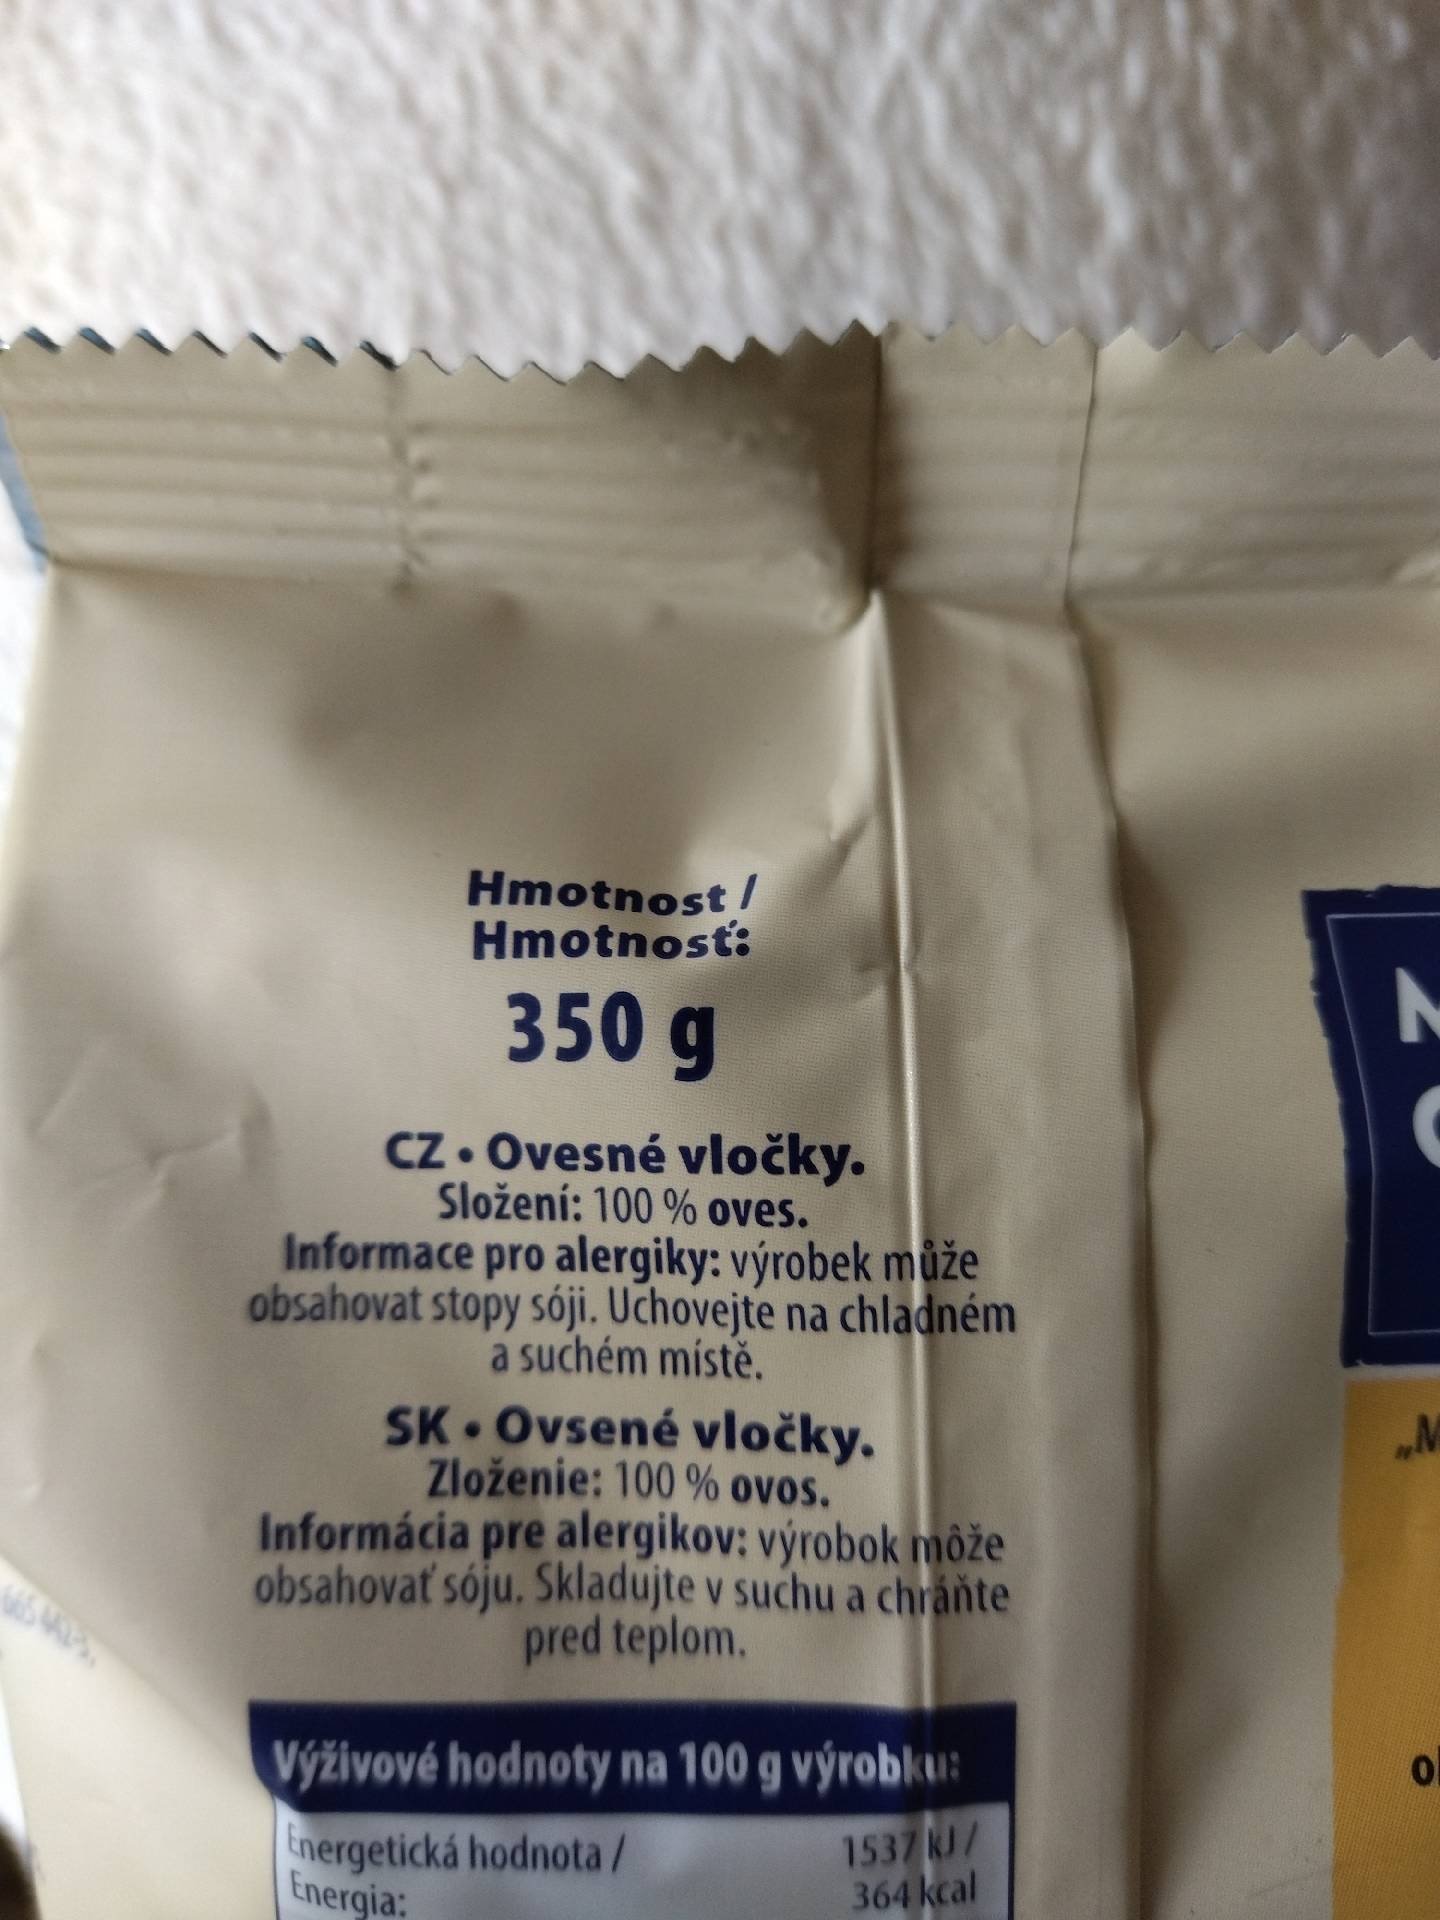 Hmotnost /
Hmotnosť:
350 g
CZ • Ovesné vločky.
Složení: 100 % oves.
Informace pro alergiky: výrobek může
obsahovat stopy sóji. Uchovejte na chladném
a suchém místě.
SK • Ovsené vločky.
Zloženie: 100 % ovos.
Informácia pre alergikov: výrobok môže
obsahovať sóju. Skladujte v suchu a chráňte
pred teplom.
Výživové hodnoty na 100 g výrobku:
Energetická hodnota / 1537 kJ /
Energia: 364 kcal